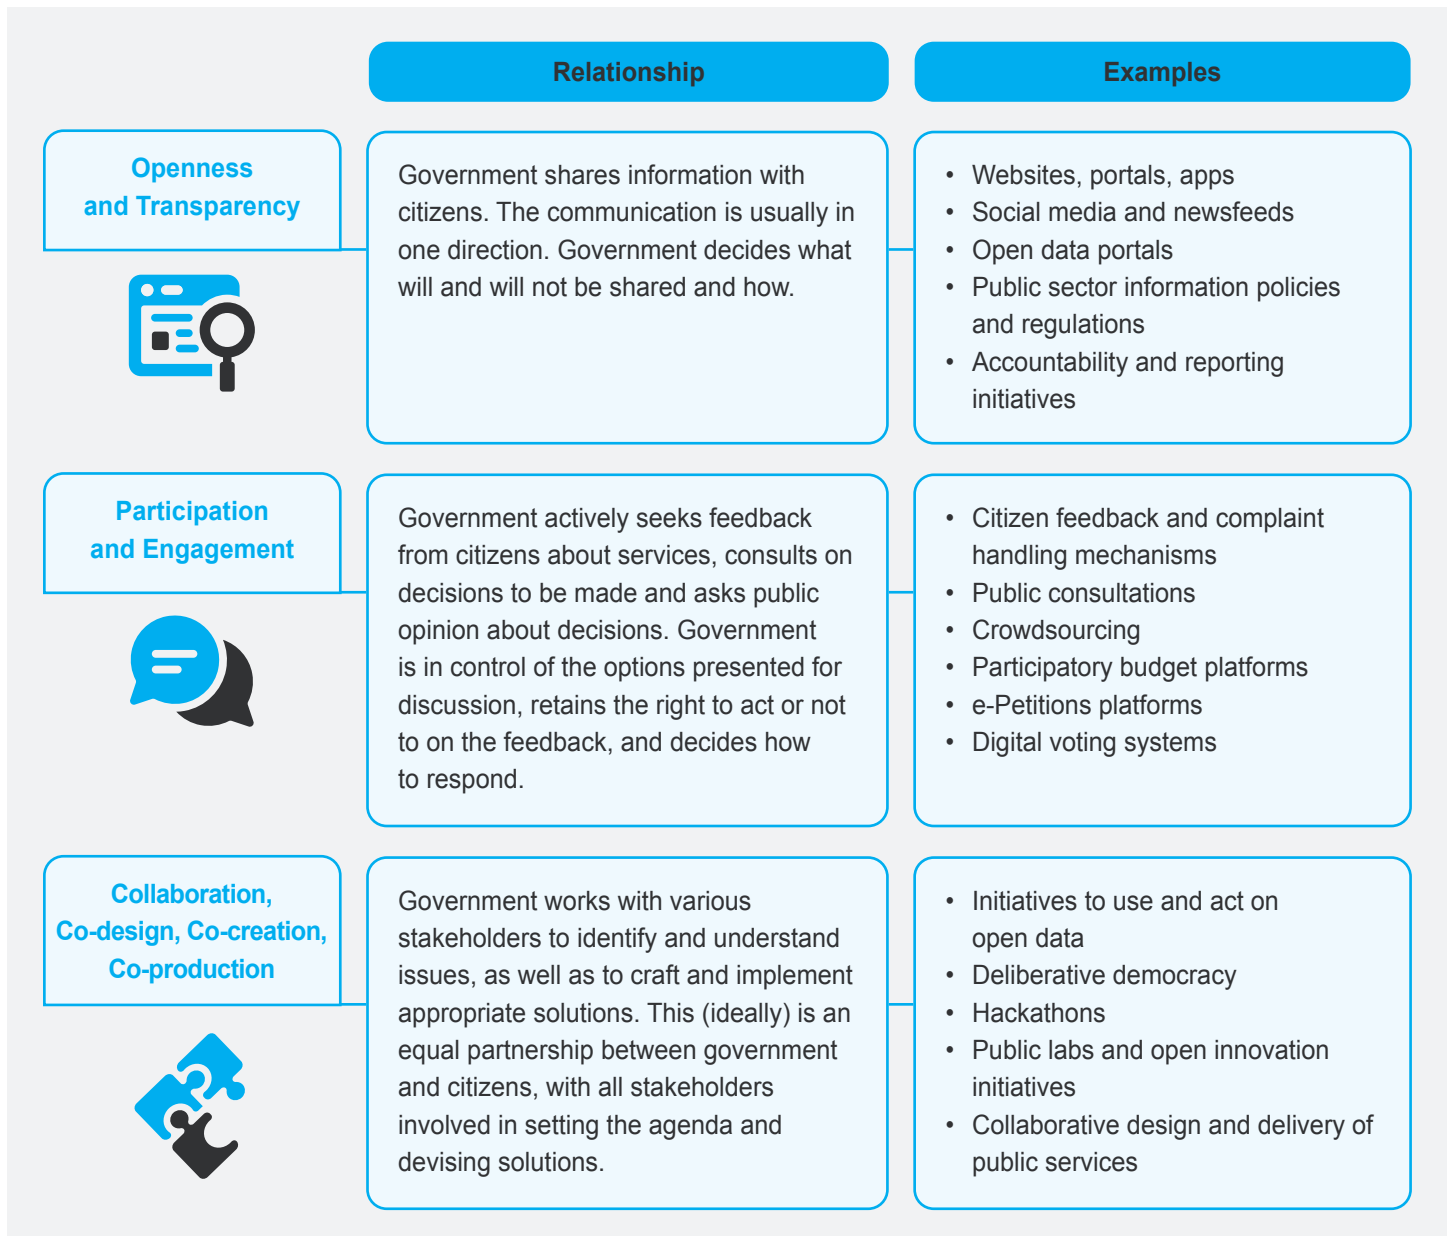 Relationship
Examples
Openness
and Transparency
Government shares information with
citizens. The communication is usually in
one direction. Government decides what
will and will not be shared and how.
• Websites, portals, apps
• Social media and newsfeeds
• Open data portals
• Public sector information policies
and regulations
• Accountability and reporting
initiatives
Participation
and Engagement
Government actively seeks feedback
from citizens about services, consults on
decisions to be made and asks public
opinion about decisions. Government
is in control of the options presented for
discussion, retains the right to act or not
to on the feedback, and decides how
to respond.
• Citizen feedback and complaint
handling mechanisms
• Public consultations
• Crowdsourcing
• Participatory budget platforms
• e-Petitions platforms
• Digital voting systems
Collaboration,
Co-design, Co-creation,
Co-production
Government works with various
stakeholders to identify and understand
issues, as well as to craft and implement
appropriate solutions. This (ideally) is an
equal partnership between government
and citizens, with all stakeholders
involved in setting the agenda and
devising solutions.
• Initiatives to use and act on
open data
• Deliberative democracy
• Hackathons
• Public labs and open innovation
initiatives
• Collaborative design and delivery of
public services